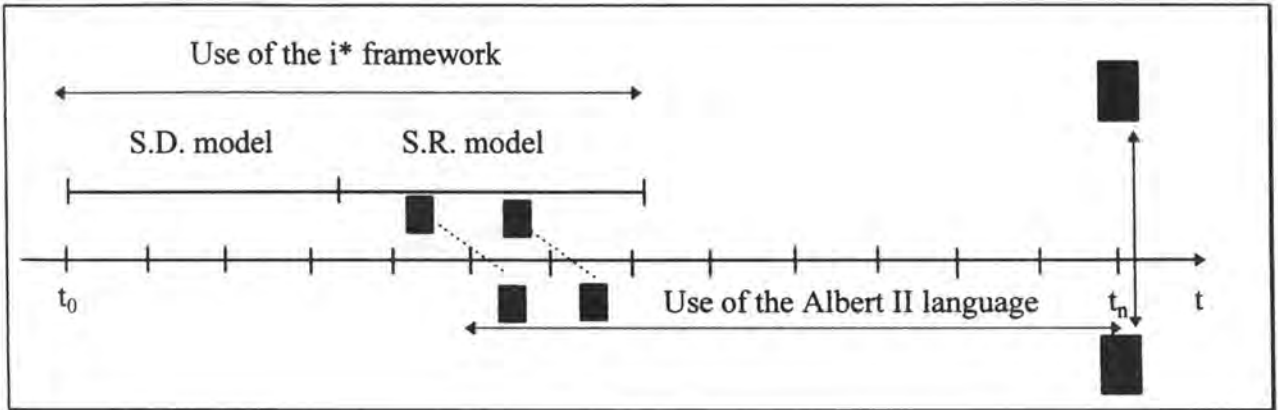 Use of the i* framework
S.D. model S.R. model
t₀ Use of the Albert II language tₙ t